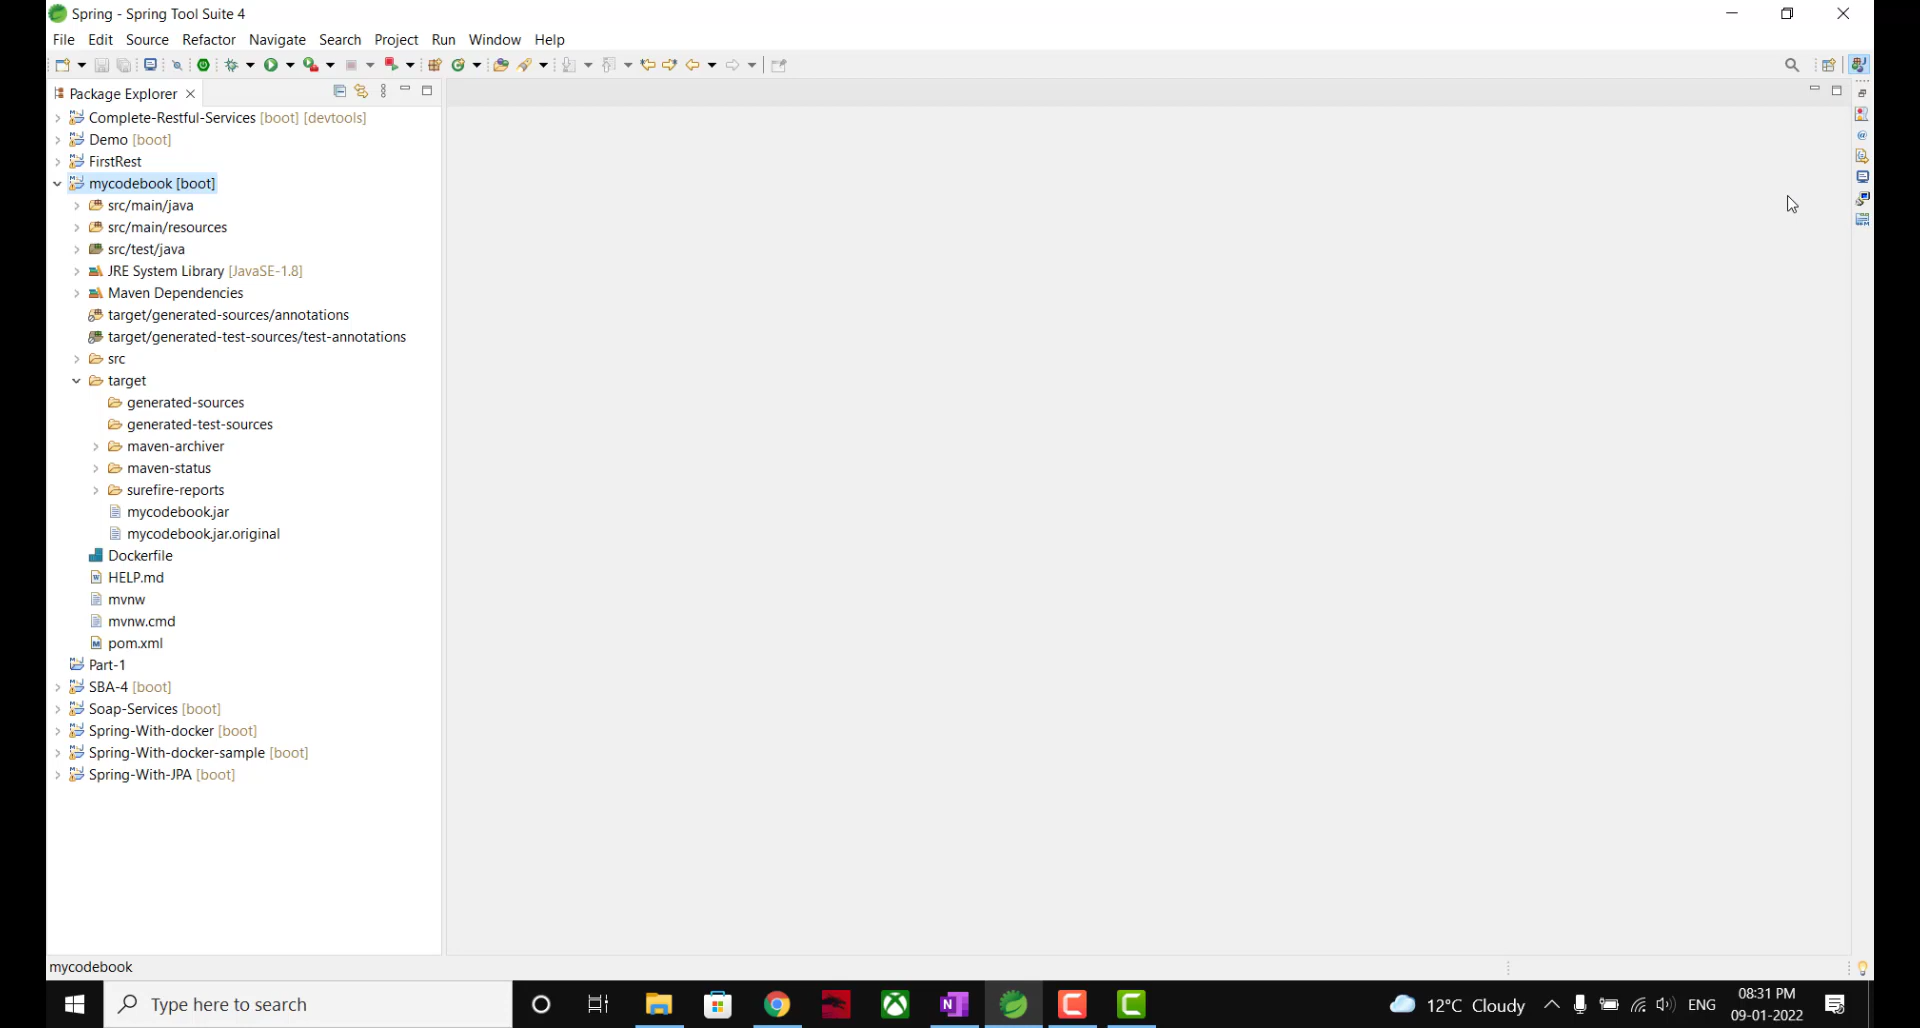 Spring - Spring Tool Suite 4
File Edit Source Refactor Navigate Search Project Run Window Help
Package Explorer
Complete-Restful-Services [boot] [devtools]
Demo [boot]
FirstRest
mycodebook [boot]
src/main/java
src/main/resources
src/test/java
JRE System Library [JavaSE-1.8]
Maven Dependencies
target/generated-sources/annotations
target/generated-test-sources/test-annotations
src
target
generated-sources
generated-test-sources
maven-archiver
maven-status
surefire-reports
mycodebook.jar
mycodebook.jar.original
Dockerfile
HELP.md
mvnw
mvnw.cmd
pom.xml
Part-1
SBA-4 [boot]
Soap-Services [boot]
Spring-With-docker [boot]
Spring-With-docker-sample [boot]
Spring-With-JPA [boot]
mycodebook
Type here to search
12°C Cloudy
ENG
08:31 PM
09-01-2022